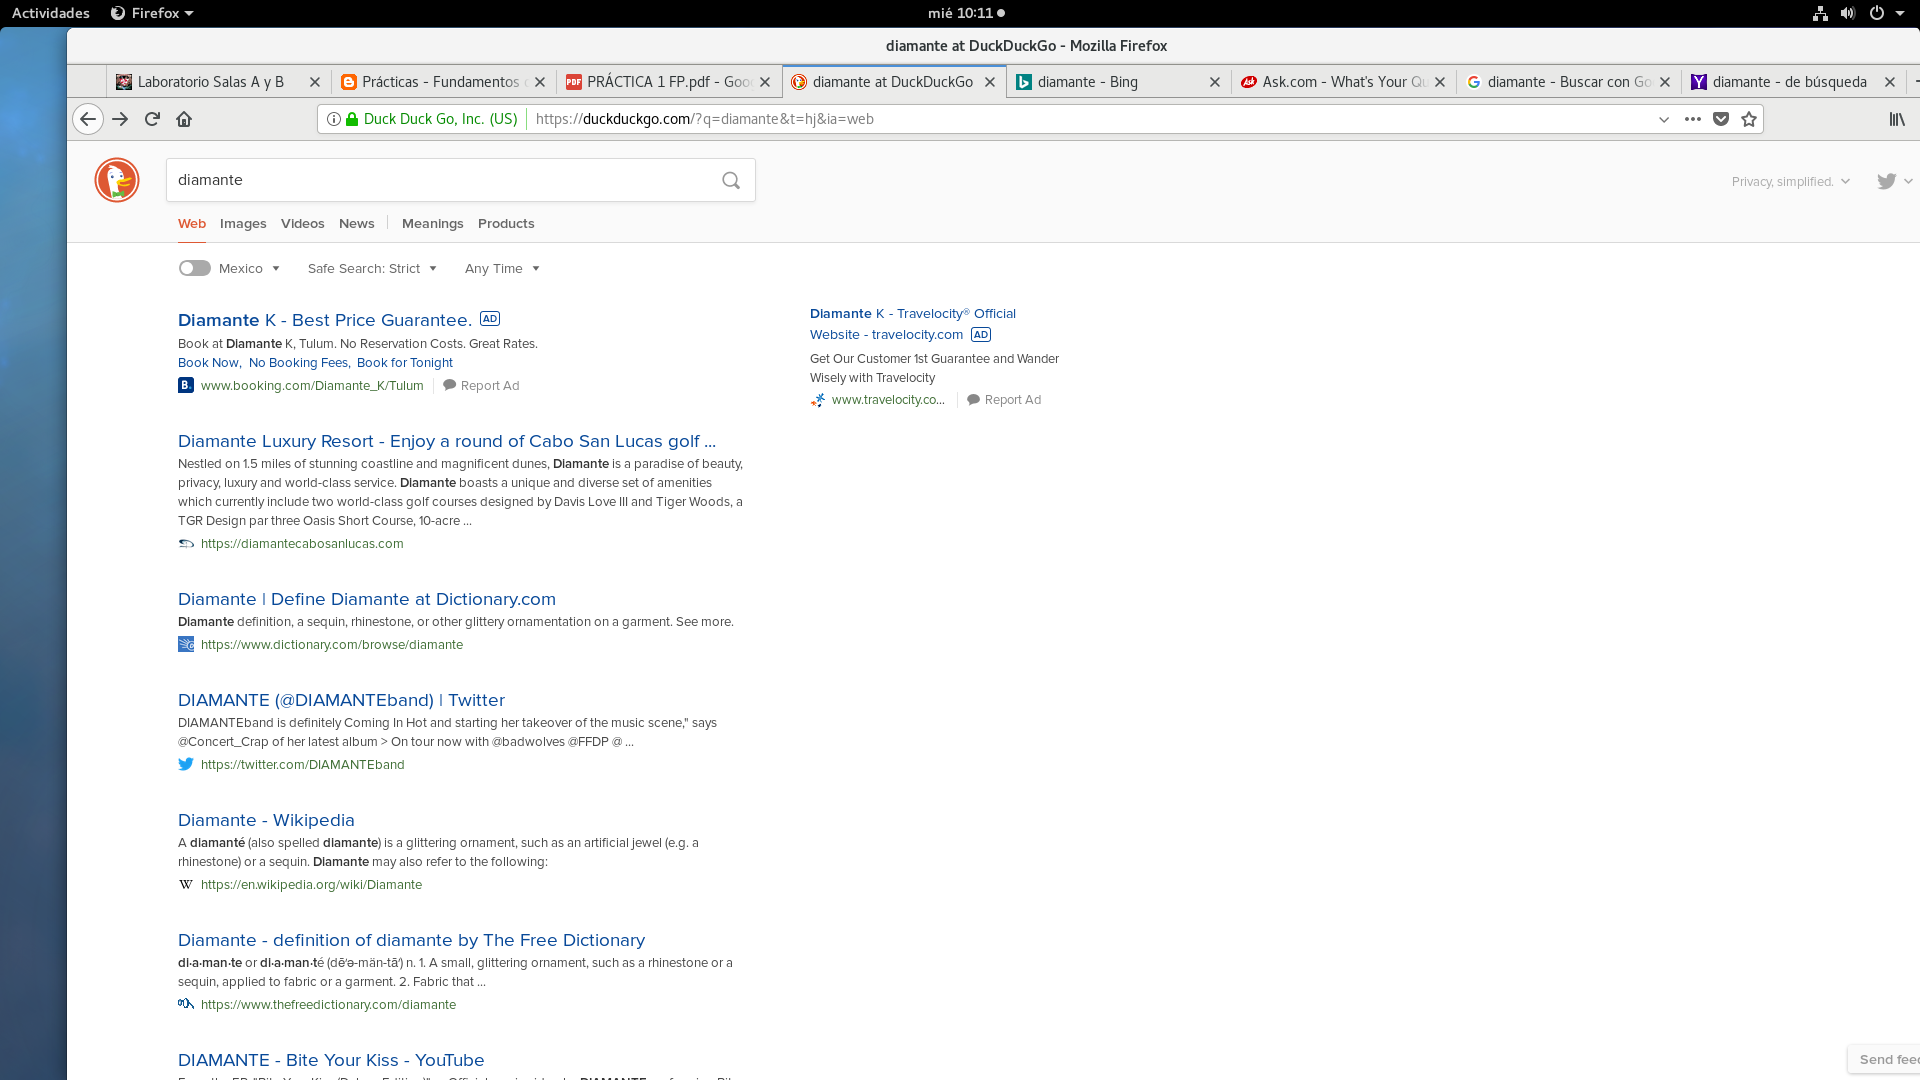 Actividades Firefox mié 10:11
diamante at DuckDuckGo - Mozilla Firefox
Laboratorio Salas A y B Prácticas - Fundamentos PRÁCTICA 1 FP.pdf - Goo diamante at DuckDuckGo diamante - Bing Ask.com - What's Your Qu diamante - Buscar con Go diamante - de búsqueda
Duck Duck Go, Inc. (US) https://duckduckgo.com/?q=diamante&t=hj&ia=web
diamante
Privacy, simplified.
Web Images Videos News Meanings Products
Mexico Safe Search: Strict Any Time
Diamante K - Best Price Guarantee. AD
Book at Diamante K, Tulum. No Reservation Costs. Great Rates.
Book Now, No Booking Fees, Book for Tonight
B. www.booking.com/Diamante_K/Tulum Report Ad
Diamante K - Travelocity® Official
Website - travelocity.com AD
Get Our Customer 1st Guarantee and Wander
Wisely with Travelocity
www.travelocity.co... Report Ad
Diamante Luxury Resort - Enjoy a round of Cabo San Lucas golf ...
Nestled on 1.5 miles of stunning coastline and magnificent dunes, Diamante is a paradise of beauty,
privacy, luxury and world-class service. Diamante boasts a unique and diverse set of amenities
which currently include two world-class golf courses designed by Davis Love III and Tiger Woods, a
TGR Design par three Oasis Short Course, 10-acre ...
https://diamantecabosanlucas.com
Diamante | Define Diamante at Dictionary.com
Diamante definition, a sequin, rhinestone, or other glittery ornamentation on a garment. See more.
https://www.dictionary.com/browse/diamante
DIAMANTE (@DIAMANTEband) | Twitter
DIAMANTEband is definitely Coming In Hot and starting her takeover of the music scene," says
@Concert_Crap of her latest album > On tour now with @badwolves @FFDP @ ...
https://twitter.com/DIAMANTEband
Diamante - Wikipedia
A diamanté (also spelled diamante) is a glittering ornament, such as an artificial jewel (e.g. a
rhinestone) or a sequin. Diamante may also refer to the following:
W https://en.wikipedia.org/wiki/Diamante
Diamante - definition of diamante by The Free Dictionary
di·a·man·te or di·a·man·té (dē′ə-män-tā′) n. 1. A small, glittering ornament, such as a rhinestone or a
sequin, applied to fabric or a garment. 2. Fabric that ...
https://www.thefreedictionary.com/diamante
DIAMANTE - Bite Your Kiss - YouTube
Send feed